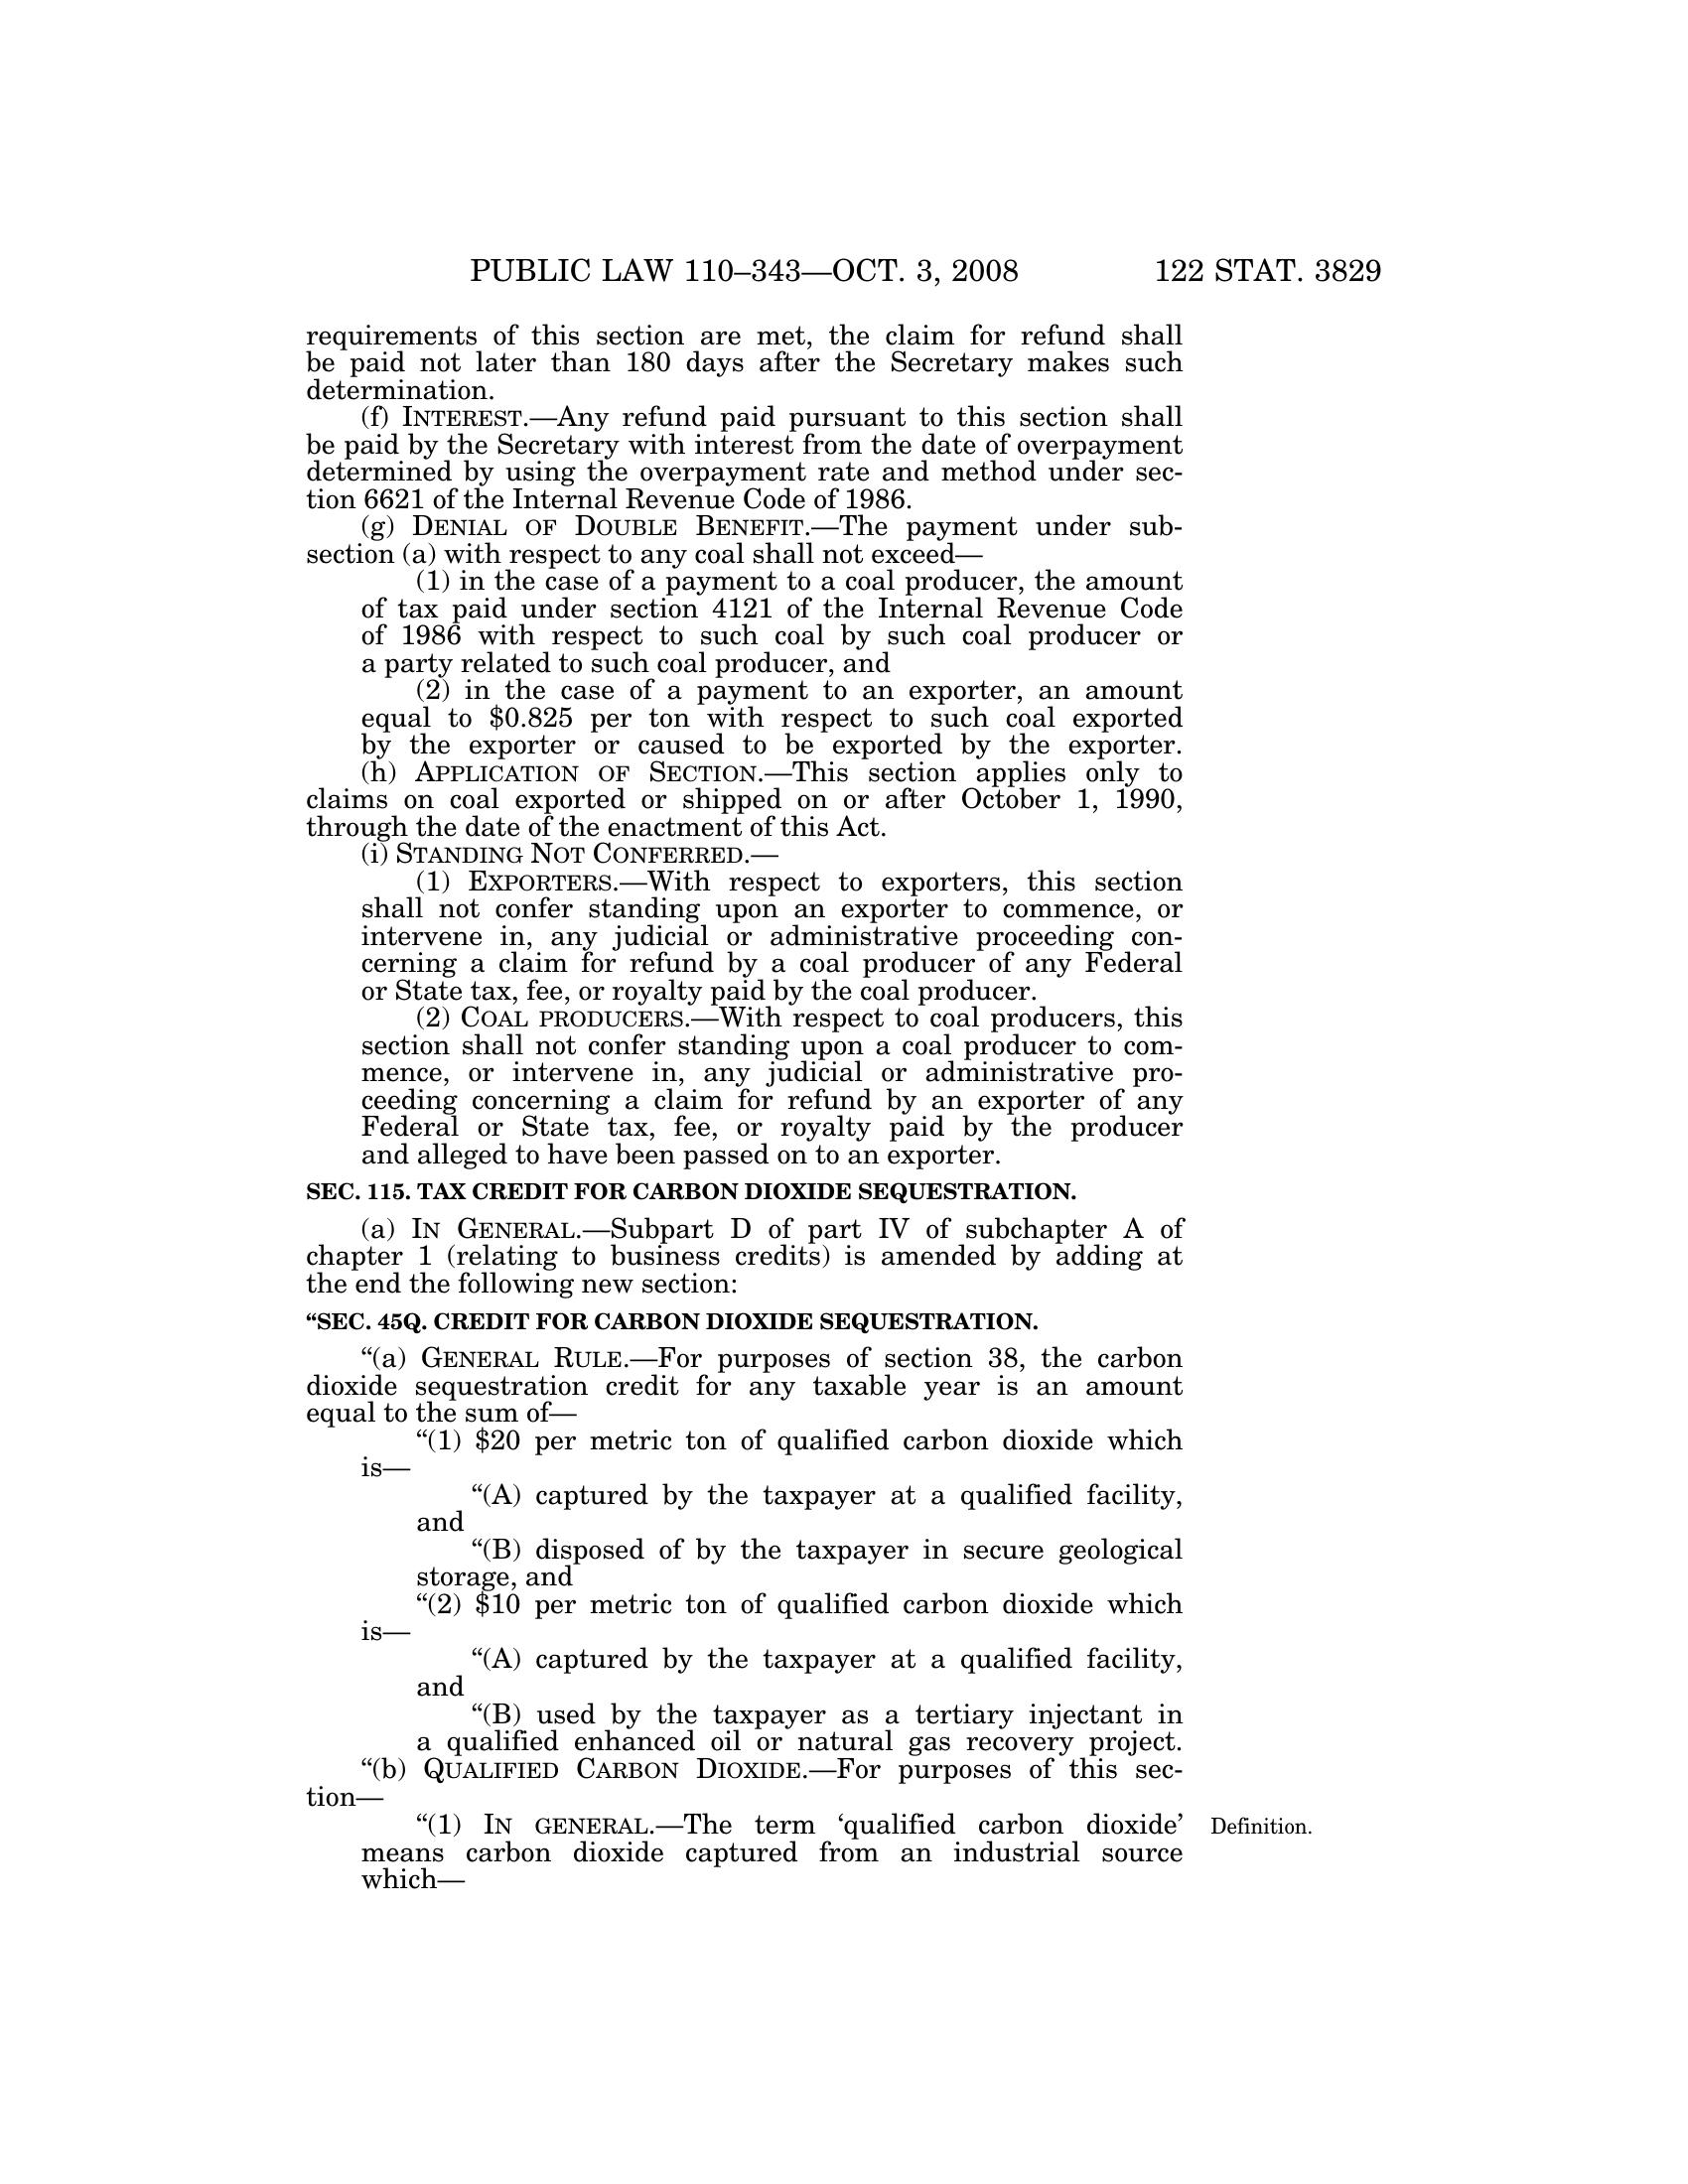 PUBLIC LAW 110–343—OCT. 3, 2008 122 STAT. 3829
requirements of this section are met, the claim for refund shall
be paid not later than 180 days after the Secretary makes such
determination.
(f) INTEREST.—Any refund paid pursuant to this section shall
be paid by the Secretary with interest from the date of overpayment
determined by using the overpayment rate and method under sec-
tion 6621 of the Internal Revenue Code of 1986.
(g) DENIAL OF DOUBLE BENEFIT.—The payment under sub-
section (a) with respect to any coal shall not exceed—
(1) in the case of a payment to a coal producer, the amount
of tax paid under section 4121 of the Internal Revenue Code
of 1986 with respect to such coal by such coal producer or
a party related to such coal producer, and
(2) in the case of a payment to an exporter, an amount
equal to $0.825 per ton with respect to such coal exported
by the exporter or caused to be exported by the exporter.
(h) APPLICATION OF SECTION.—This section applies only to
claims on coal exported or shipped on or after October 1, 1990,
through the date of the enactment of this Act.
(i) STANDING NOT CONFERRED.—
(1) EXPORTERS.—With respect to exporters, this section
shall not confer standing upon an exporter to commence, or
intervene in, any judicial or administrative proceeding con-
cerning a claim for refund by a coal producer of any Federal
or State tax, fee, or royalty paid by the coal producer.
(2) COAL PRODUCERS.—With respect to coal producers, this
section shall not confer standing upon a coal producer to com-
mence, or intervene in, any judicial or administrative pro-
ceeding concerning a claim for refund by an exporter of any
Federal or State tax, fee, or royalty paid by the producer
and alleged to have been passed on to an exporter.
SEC. 115. TAX CREDIT FOR CARBON DIOXIDE SEQUESTRATION.
(a) IN GENERAL.—Subpart D of part IV of subchapter A of
chapter 1 (relating to business credits) is amended by adding at
the end the following new section:
“SEC. 45Q. CREDIT FOR CARBON DIOXIDE SEQUESTRATION.
“(a) GENERAL RULE.—For purposes of section 38, the carbon
dioxide sequestration credit for any taxable year is an amount
equal to the sum of—
“(1) $20 per metric ton of qualified carbon dioxide which
is—
“(A) captured by the taxpayer at a qualified facility,
and
“(B) disposed of by the taxpayer in secure geological
storage, and
“(2) $10 per metric ton of qualified carbon dioxide which
is—
“(A) captured by the taxpayer at a qualified facility,
and
“(B) used by the taxpayer as a tertiary injectant in
a qualified enhanced oil or natural gas recovery project.
“(b) QUALIFIED CARBON DIOXIDE.—For purposes of this sec-
tion—
“(1) IN GENERAL.—The term ‘qualified carbon dioxide’ Definition.
means carbon dioxide captured from an industrial source
which—